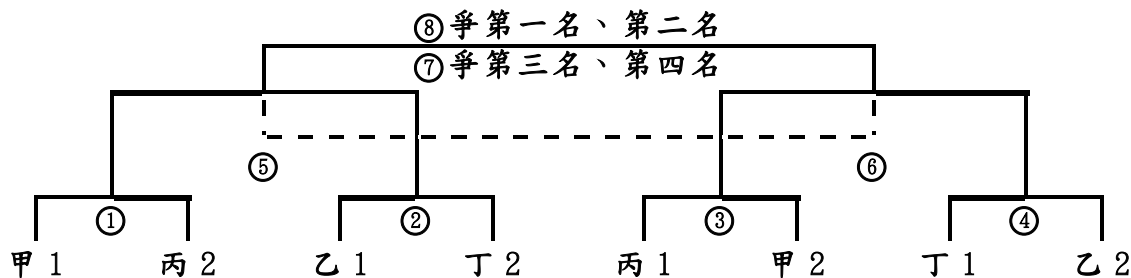 ⑧爭第一名、第二名
⑦爭第三名、第四名
⑤ ⑥
① ② ③ ④
甲1 丙2 乙1 丁2 丙1 甲2 丁1 乙2